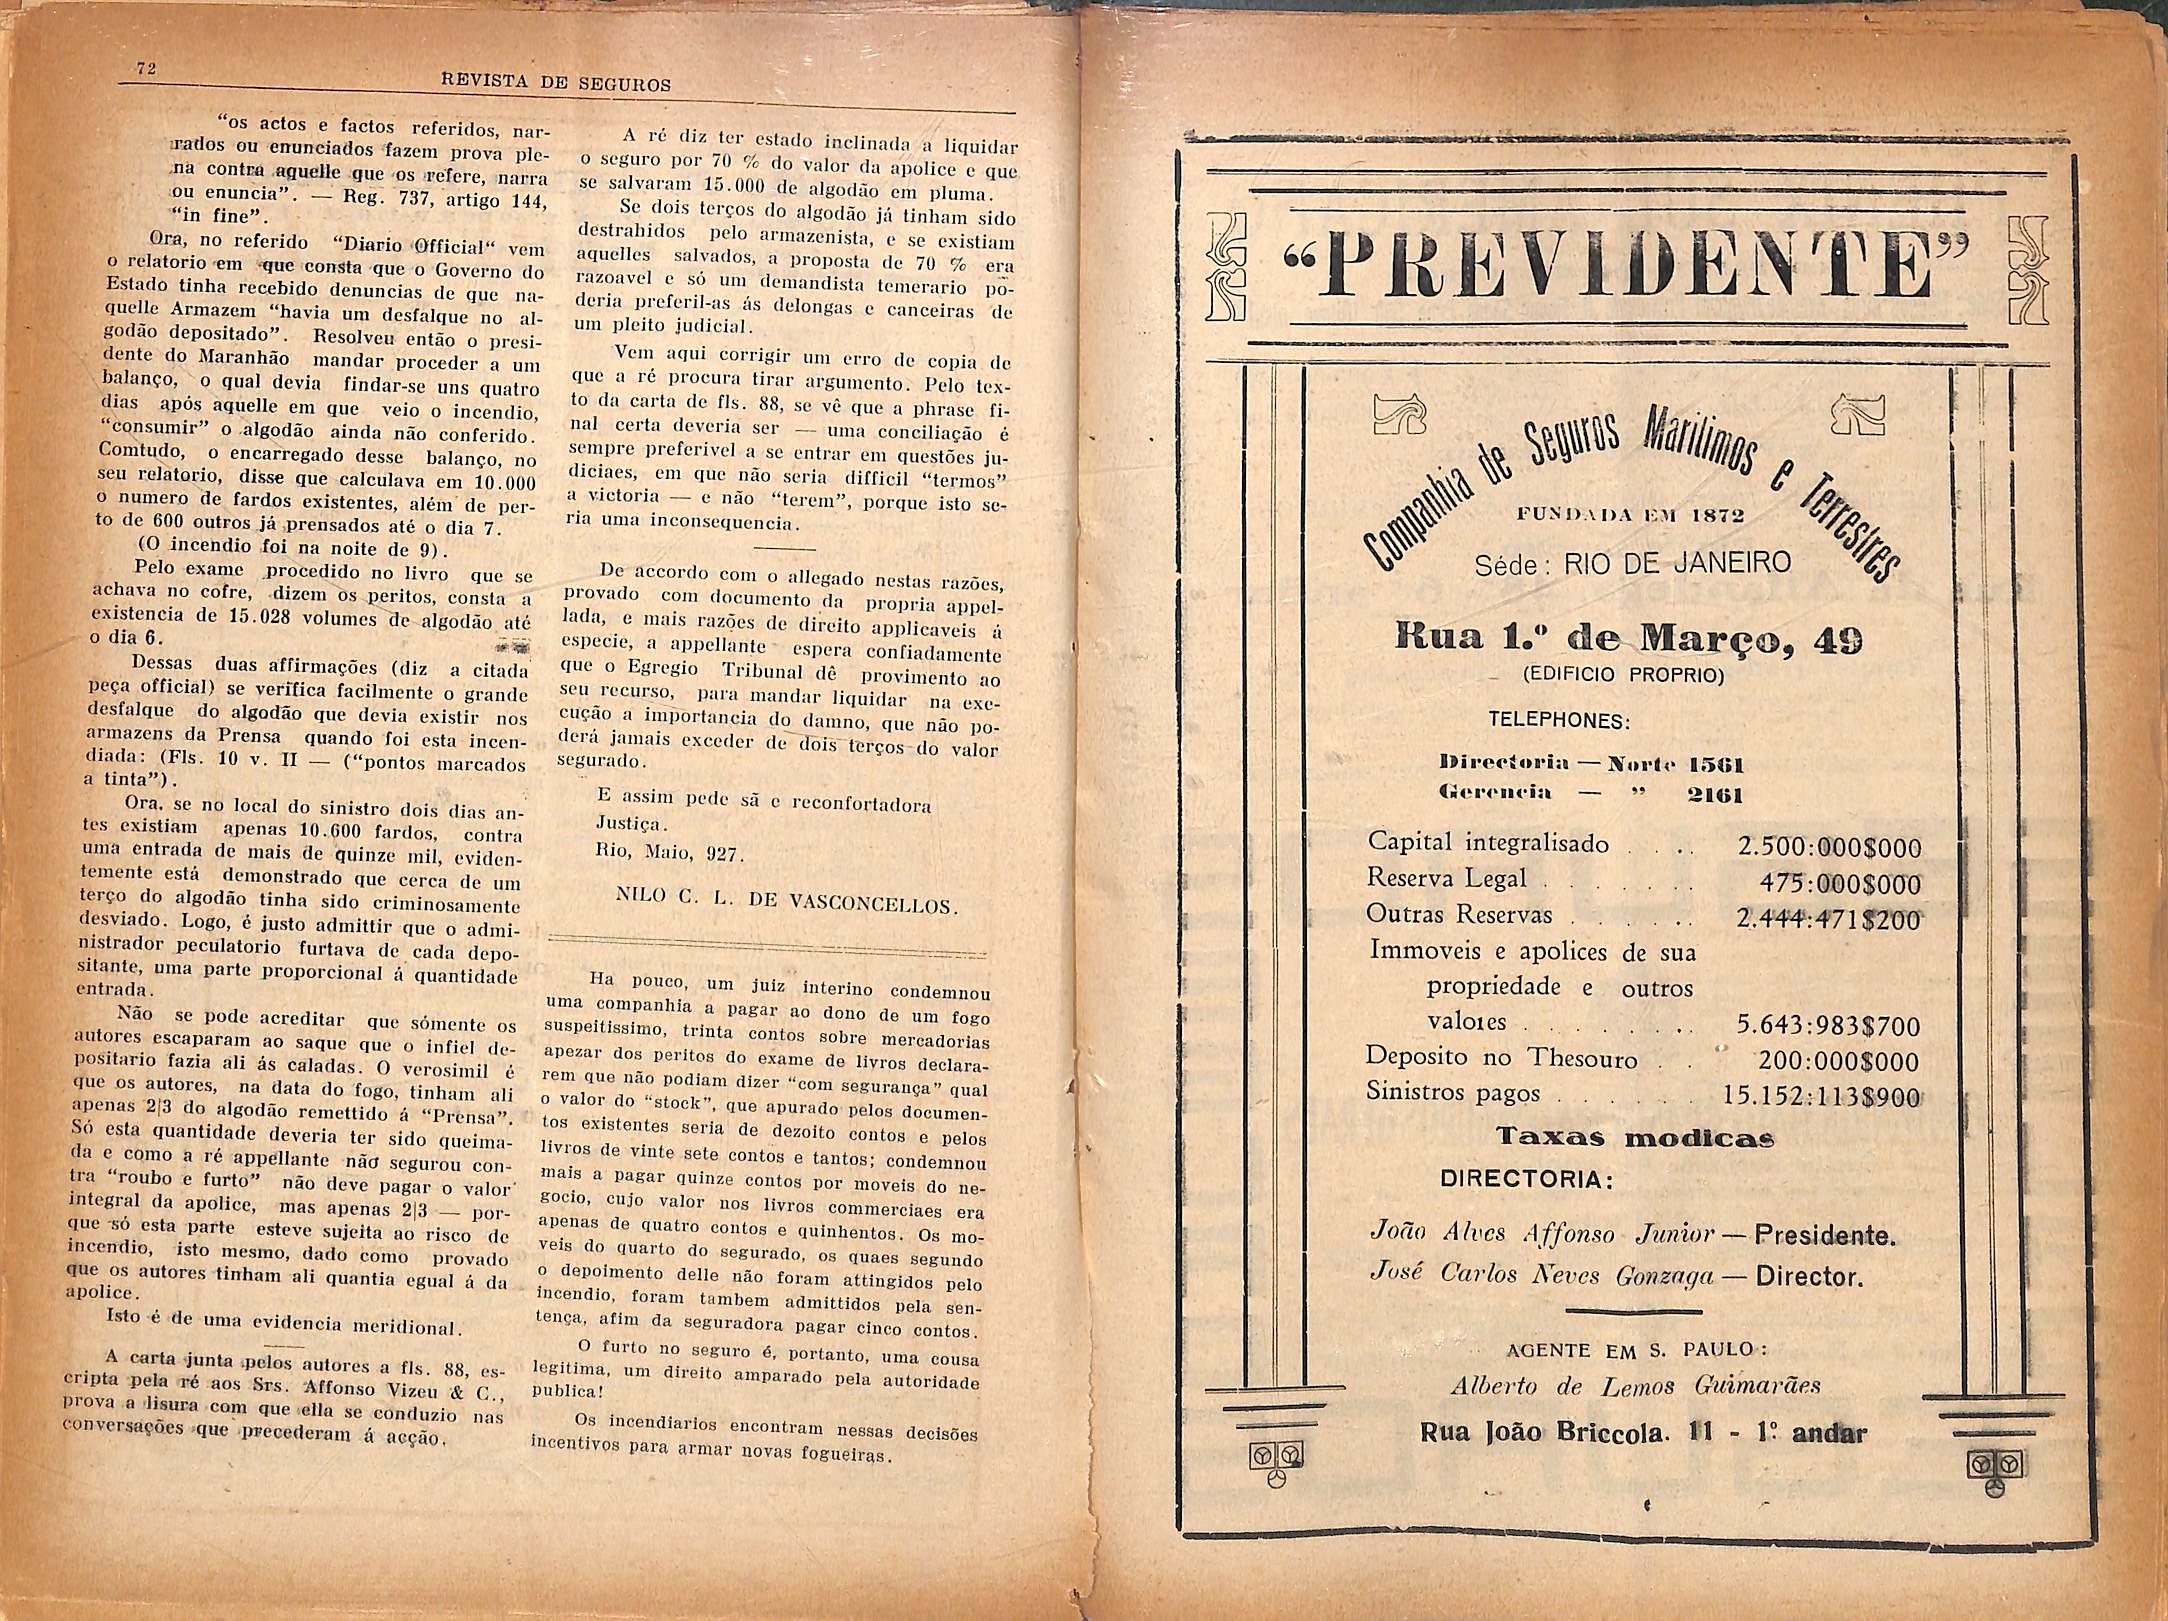 72
REVISTA DE SEGUROS
“os actos e factos referidos, nar-
rados ou enunciados fazem prova ple-
na contra aquelle que os refere, narra
ou enuncia”. — Reg. 737, artigo 144,
“in fine”.
Ora, no referido “Diario Official“ vem
o relatorio em que consta que o Governo do
Estado tinha recebido denuncias de que na-
quelle Armazem “havia um desfalque no al-
godão depositado”. Resolveu então o presi-
dente do Maranhão mandar proceder a um
balanço, o qual devia findar-se uns quatro
dias após aquelle em que veio o incendio,
“consumir” o algodão ainda não conferido.
Comtudo, o encarregado desse balanço, no
seu relatorio, disse que calculava em 10.000
o numero de fardos existentes, além de per-
to de 600 outros já prensados até o dia 7.
(O incendio foi na noite de 9).
Pelo exame procedido no livro que se
achava no cofre, dizem os peritos, consta a
existencia de 15.028 volumes de algodão até
o dia 6.
Dessas duas affirmações (diz a citada
peça official) se verifica facilmente o grande
desfalque do algodão que devia existir nos
armazens da Prensa quando foi esta incen-
diada: (Fls. 10 v. II — (“pontos marcados
a tinta”).
Ora, se no local do sinistro dois dias an-
tes existiam apenas 10.600 fardos, contra
uma entrada de mais de quinze mil, eviden-
temente está demonstrado que cerca de um
terço do algodão tinha sido criminosamente
desviado. Logo, é justo admittir que o admi-
nistrador peculatorio furtava de cada depo-
sitante, uma parte proporcional á quantidade
entrada.
Não se pode acreditar que sómente os
autores escaparam ao saque que o infiel de-
positario fazia ali ás caladas. O verosimil é
que os autores, na data do fogo, tinham ali
apenas 2|3 do algodão remettido á “Prensa”.
Só esta quantidade deveria ter sido queima-
da e como a ré appellante não segurou con-
tra “roubo e furto” não deve pagar o valor
integral da apolice, mas apenas 2|3 — por-
que só esta parte esteve sujeita ao risco de
incendio, isto mesmo, dado como provado
que os autores tinham ali quantia egual á da
apolice.
Isto é de uma evidencia meridional.
A carta junta pelos autores a fls. 88, es-
cripta pela ré aos Srs. Affonso Vizeu & C.,
prova a lisura com que ella se conduzio nas
conversações que precederam á acção.
A ré diz ter estado inclinada a liquidar
o seguro por 70 % do valor da apolice e que
se salvaram 15.000 de algodão em pluma.
Se dois terços do algodão já tinham sido
destrahidos pelo armazenista, e se existiam
aquelles salvados, a proposta de 70 % era
razoavel e só um demandista temerario po-
deria preferil-as ás delongas e canceiras de
um pleito judicial.
Vem aqui corrigir um erro de copia de
que a ré procura tirar argumento. Pelo tex-
to da carta de fls. 88, se vê que a phrase fi-
nal certa deveria ser — uma conciliação é
sempre preferivel a se entrar em questões ju-
diciaes, em que não seria difficil “termos”
a victoria — e não “terem”, porque isto se-
ria uma inconsequencia.
De accordo com o allegado nestas razões,
provado com documento da propria appel-
lada, e mais razões de direito applicaveis á
especie, a appellante espera confiadamente
que o Egregio Tribunal dê provimento ao
seu recurso, para mandar liquidar na exe-
cução a importancia do damno, que não po-
derá jamais exceder de dois terços do valor
segurado.
E assim pede sã e reconfortadora
Justiça.
Rio, Maio, 927.
NILO C. L. DE VASCONCELLOS.
Ha pouco, um juiz interino condemnou
uma companhia a pagar ao dono de um fogo
suspeitissimo, trinta contos sobre mercadorias
apezar dos peritos do exame de livros declara-
rem que não podiam dizer “com segurança” qual
o valor do “stock”, que apurado pelos documen-
tos existentes seria de dezoito contos e pelos
livros de vinte sete contos e tantos; condemnou
mais a pagar quinze contos por moveis do ne-
gocio, cujo valor nos livros commerciaes era
apenas de quatro contos e quinhentos. Os mo-
veis do quarto do segurado, os quaes segundo
o depoimento delle não foram attingidos pelo
incendio, foram tambem admittidos pela sen-
tença, afim da seguradora pagar cinco contos.
O furto no seguro é, portanto, uma cousa
legitima, um direito amparado pela autoridade
publica!
Os incendiarios encontram nessas decisões
incentivos para armar novas fogueiras.
“PREVIDENTE”
Companhia de Seguros Maritimos e Terrestres
FUNDADA EM 1872
Séde: RIO DE JANEIRO
Rua 1.º de Março, 49
(EDIFICIO PROPRIO)
TELEPHONES:
Directoria — Norte 1561
Gerencia — ” 2161
Capital integralisado . . . 2.500:000$000
Reserva Legal . . . . . . 475:000$000
Outras Reservas . . . . . 2.444:471$200
Immoveis e apolices de sua
propriedade e outros
valores . . . . . . . 5.643:983$700
Deposito no Thesouro . . 200:000$000
Sinistros pagos . . . . . . 15.152:113$900
Taxas modicas
DIRECTORIA:
João Alves Affonso Junior — Presidente.
José Carlos Neves Gonzaga — Director.
AGENTE EM S. PAULO:
Alberto de Lemos Guimarães
Rua João Briccola. 11 - 1º andar